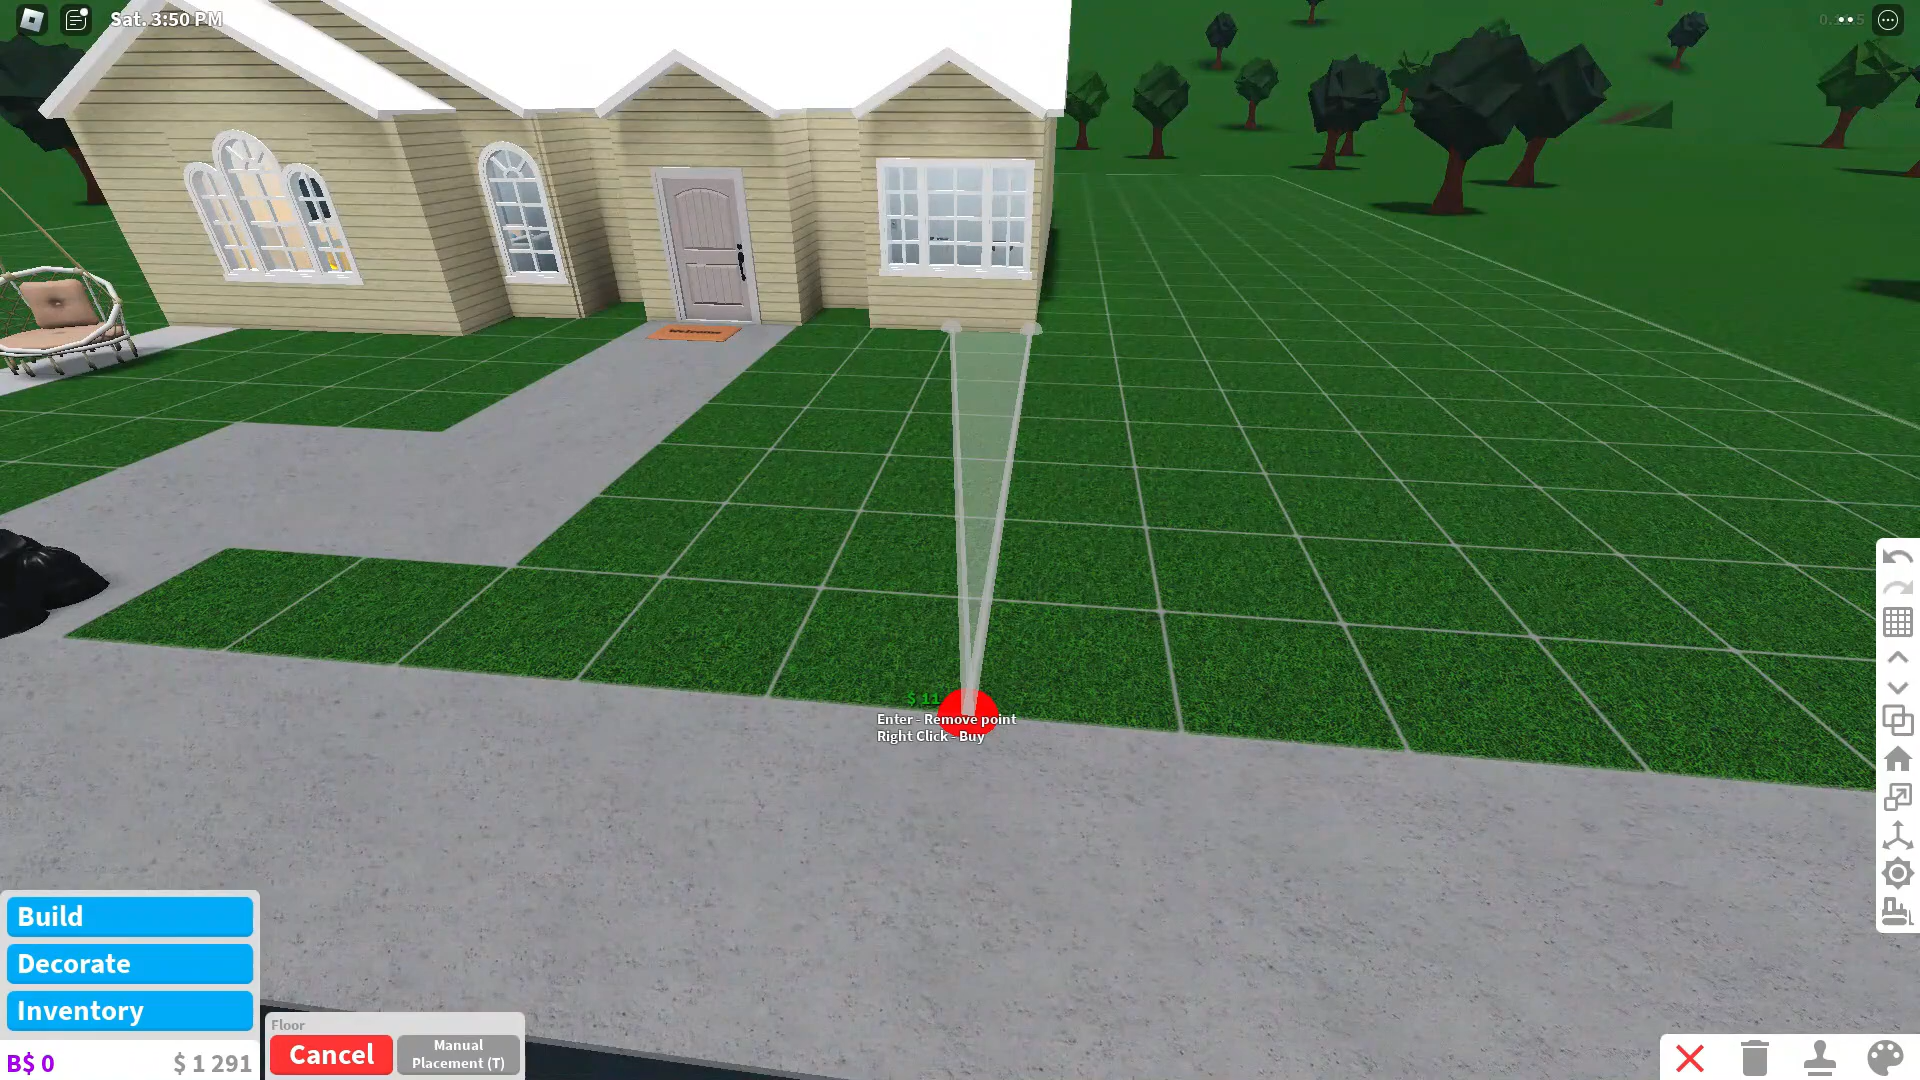 Sat. 3:50 PM
Welcome
$ 11
Enter - Remove point
Right Click - Buy
Build
Decorate
Inventory
B$ 0
$ 1 291
Floor
Cancel
Manual
Placement (T)